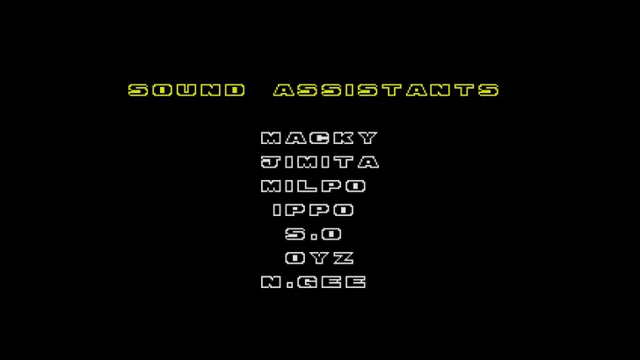 SOUND ASSISTANTS
MACKY
JIMITA
MILPO
IPPO
S.O
OYZ
N.GEE